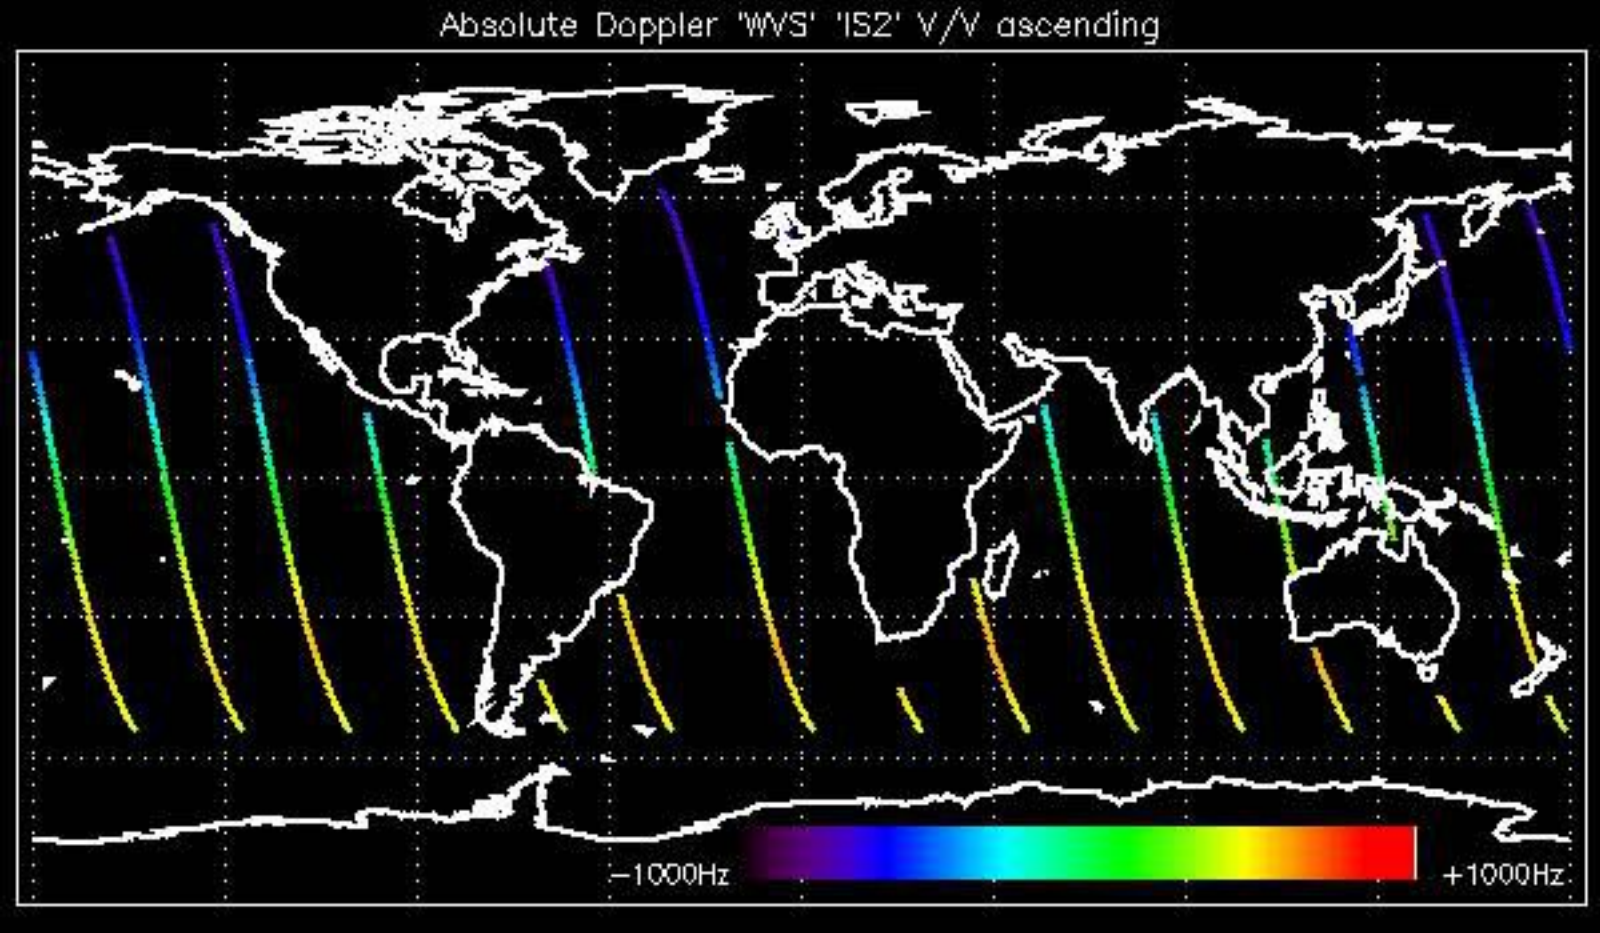 Absolute Doppler 'WVS' 'IS2' V/V ascending
−1000Hz +1000Hz